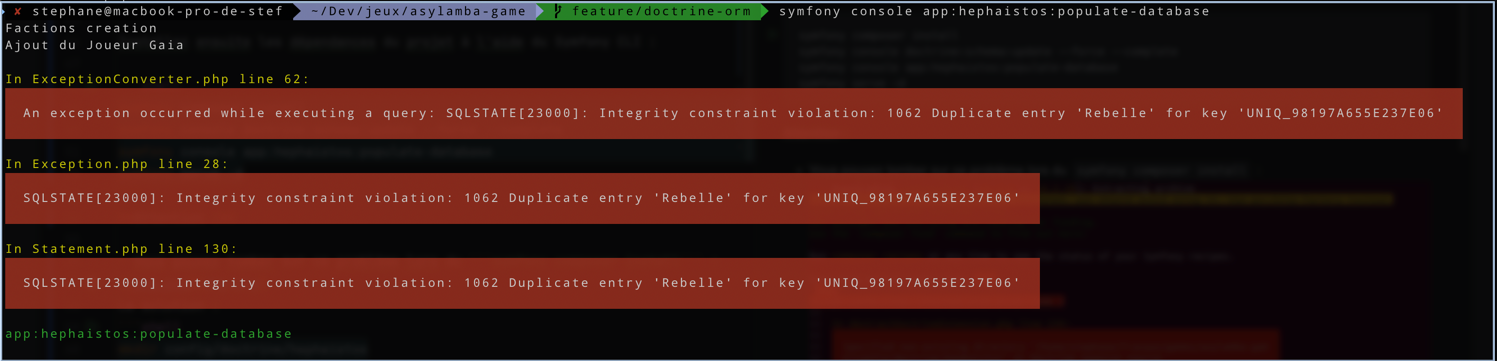 ✘ stephane@macbook-pro-de-stef ~/Dev/jeux/asylamba-game feature/doctrine-orm symfony console app:hephaistos:populate-database
Factions creation
Ajout du Joueur Gaia
In ExceptionConverter.php line 62:
An exception occurred while executing a query: SQLSTATE[23000]: Integrity constraint violation: 1062 Duplicate entry 'Rebelle' for key 'UNIQ_98197A655E237E06'
In Exception.php line 28:
SQLSTATE[23000]: Integrity constraint violation: 1062 Duplicate entry 'Rebelle' for key 'UNIQ_98197A655E237E06'
In Statement.php line 130:
SQLSTATE[23000]: Integrity constraint violation: 1062 Duplicate entry 'Rebelle' for key 'UNIQ_98197A655E237E06'
app:hephaistos:populate-database